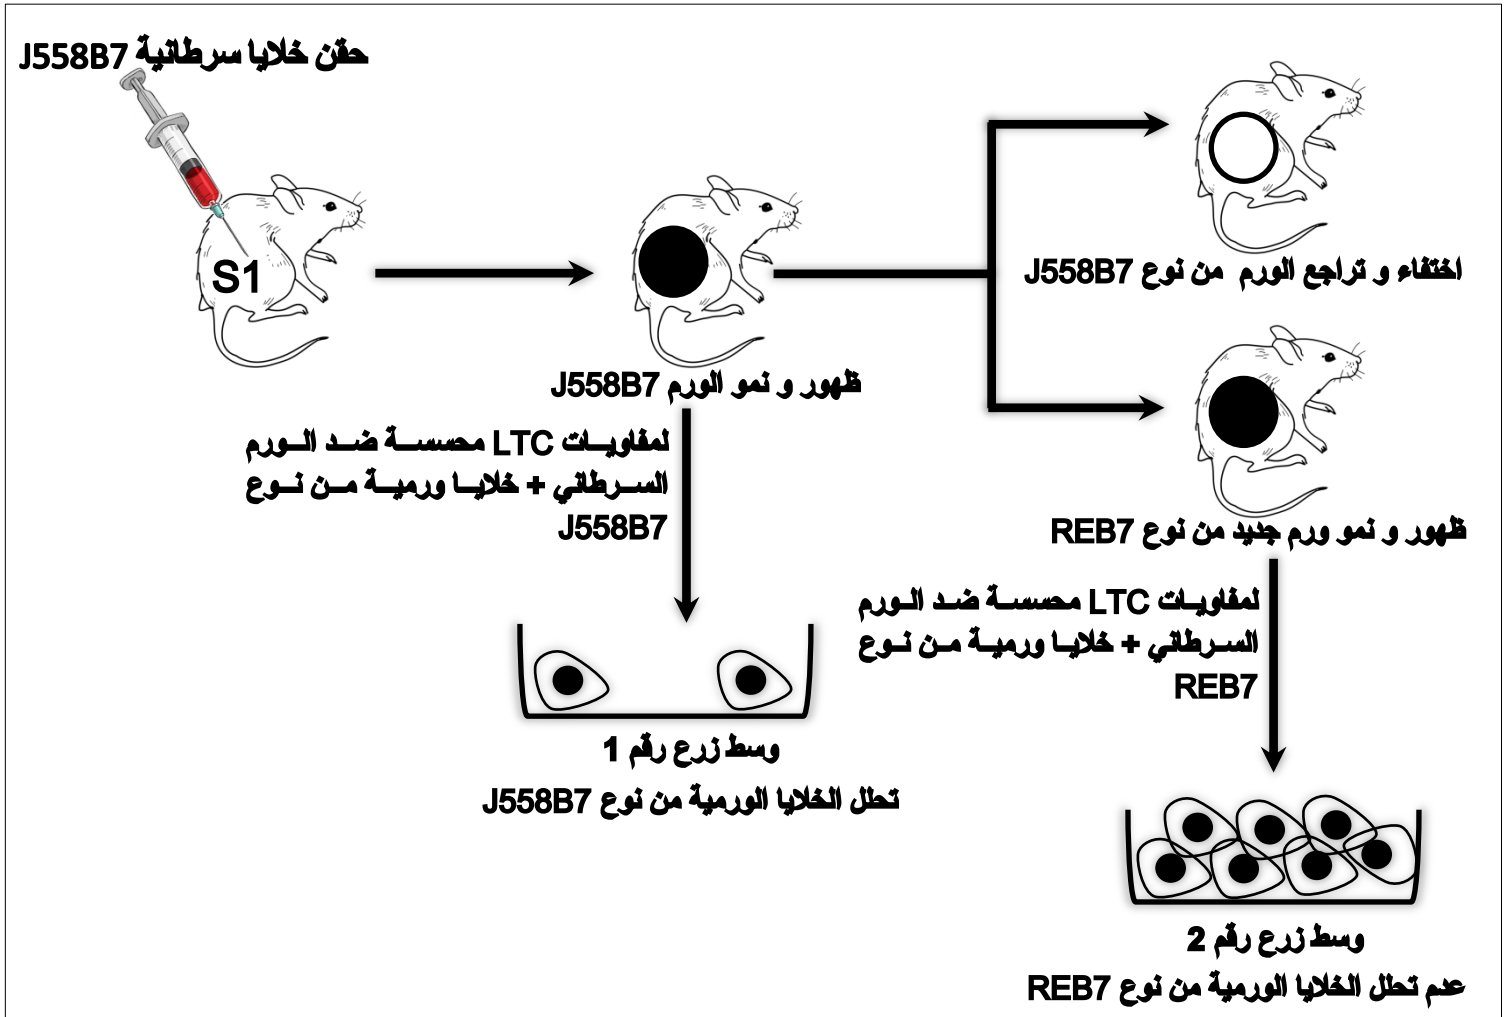 حقن خلايا سرطانية J558B7
S1
ظهور و نمو الورم J558B7
اختفاء و تراجع الورم من نوع J558B7
ظهور و نمو ورم جديد من نوع REB7
لمفاويات LTC محسسة ضد الورم
السرطاني + خلايا ورمية من نوع
J558B7
وسط زرع رقم 1
تحلل الخلايا الورمية من نوع J558B7
لمفاويات LTC محسسة ضد الورم
السرطاني + خلايا ورمية من نوع
REB7
وسط زرع رقم 2
عدم تحلل الخلايا الورمية من نوع REB7